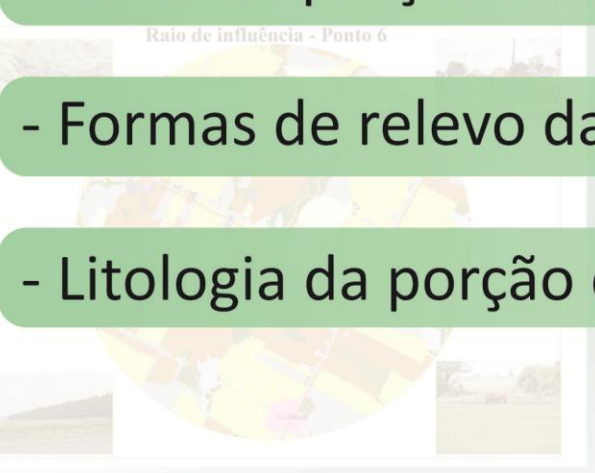 Raio de influência - Ponto 6
- Formas de relevo da
- Litologia da porção